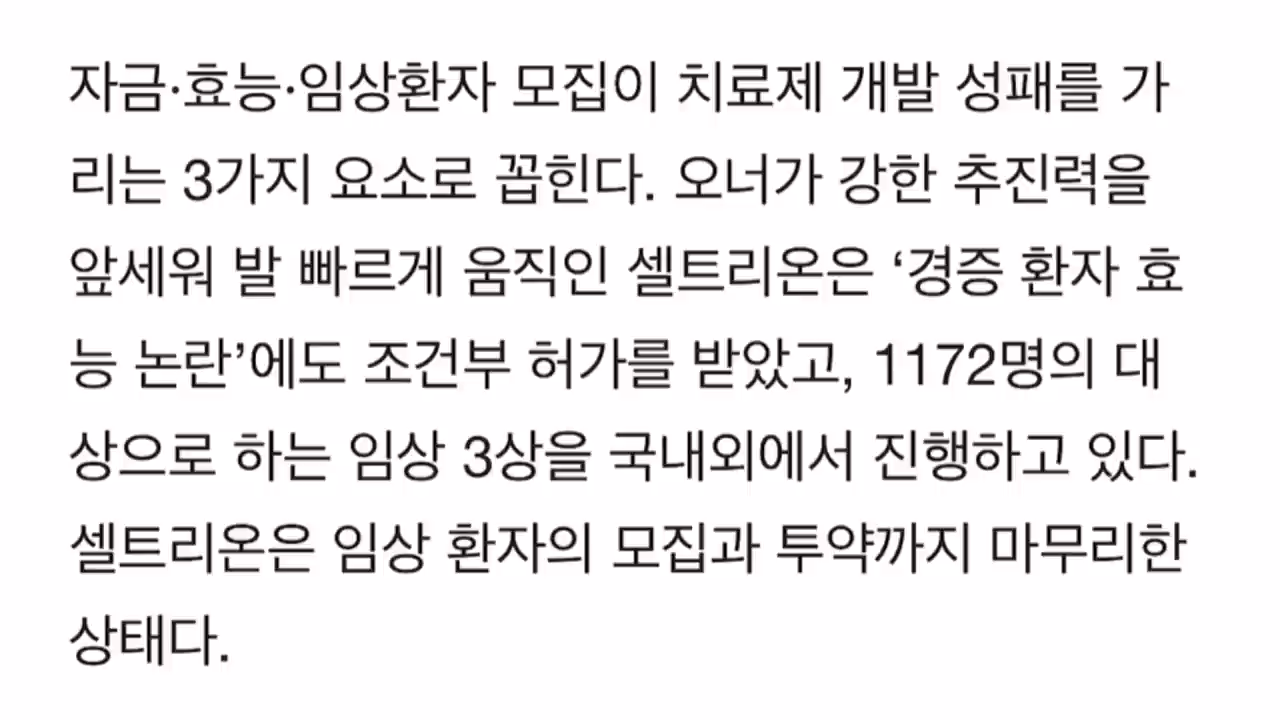 자금·효능·임상환자 모집이 치료제 개발 성패를 가
리는 3가지 요소로 꼽힌다. 오너가 강한 추진력을
앞세워 발 빠르게 움직인 셀트리온은 ‘경증 환자 효
능 논란’에도 조건부 허가를 받았고, 1172명의 대
상으로 하는 임상 3상을 국내외에서 진행하고 있다.
셀트리온은 임상 환자의 모집과 투약까지 마무리한
상태다.